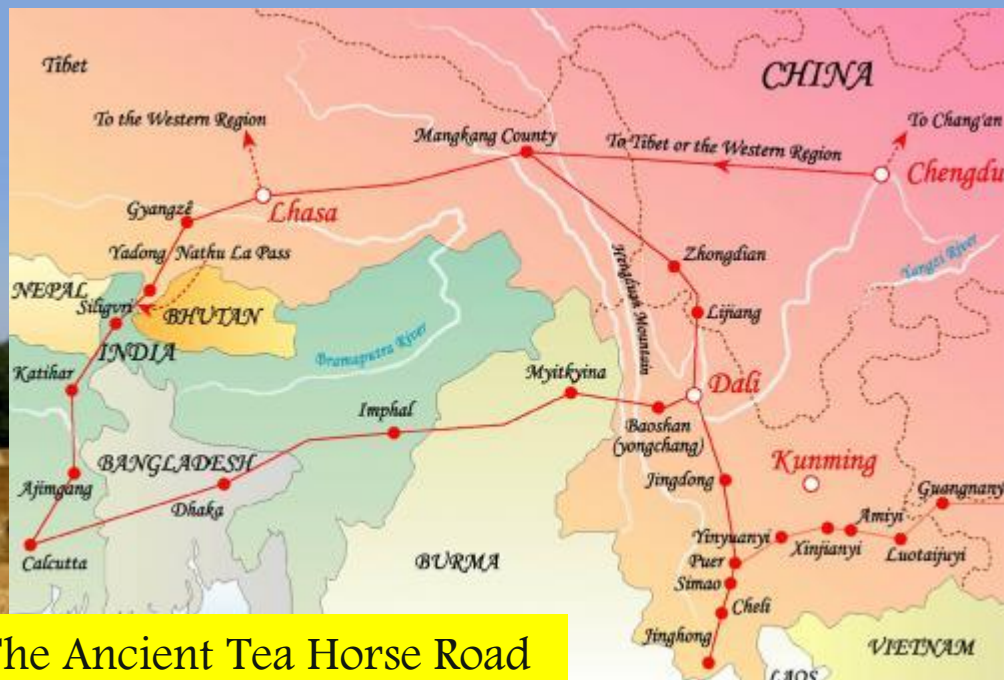 Tibet
CHINA
To the Western Region
To Chang'an
Mangkang County
To Tibet or the Western Region
Chengdu
Lhasa
Gyangzê
Yadong
Nathu La Pass
Zhongdian
Yangzi River
NEPAL
Siligvri
BHUTAN
Hengduan Mountain
Lijiang
INDIA
Bramaputra River
Katihar
Myitkyina
Dali
Imphal
Baoshan
(yongchang)
BANGLADESH
Kunming
Ajimgang
Jingdong
Guangnanyi
Dhaka
Amiyi
Yinyuanyi
Xinjianyi
Luotaijuyi
Calcutta
BURMA
Puer
Simao
Cheli
Jinghong
VIETNAM
LAOS
The Ancient Tea Horse Road